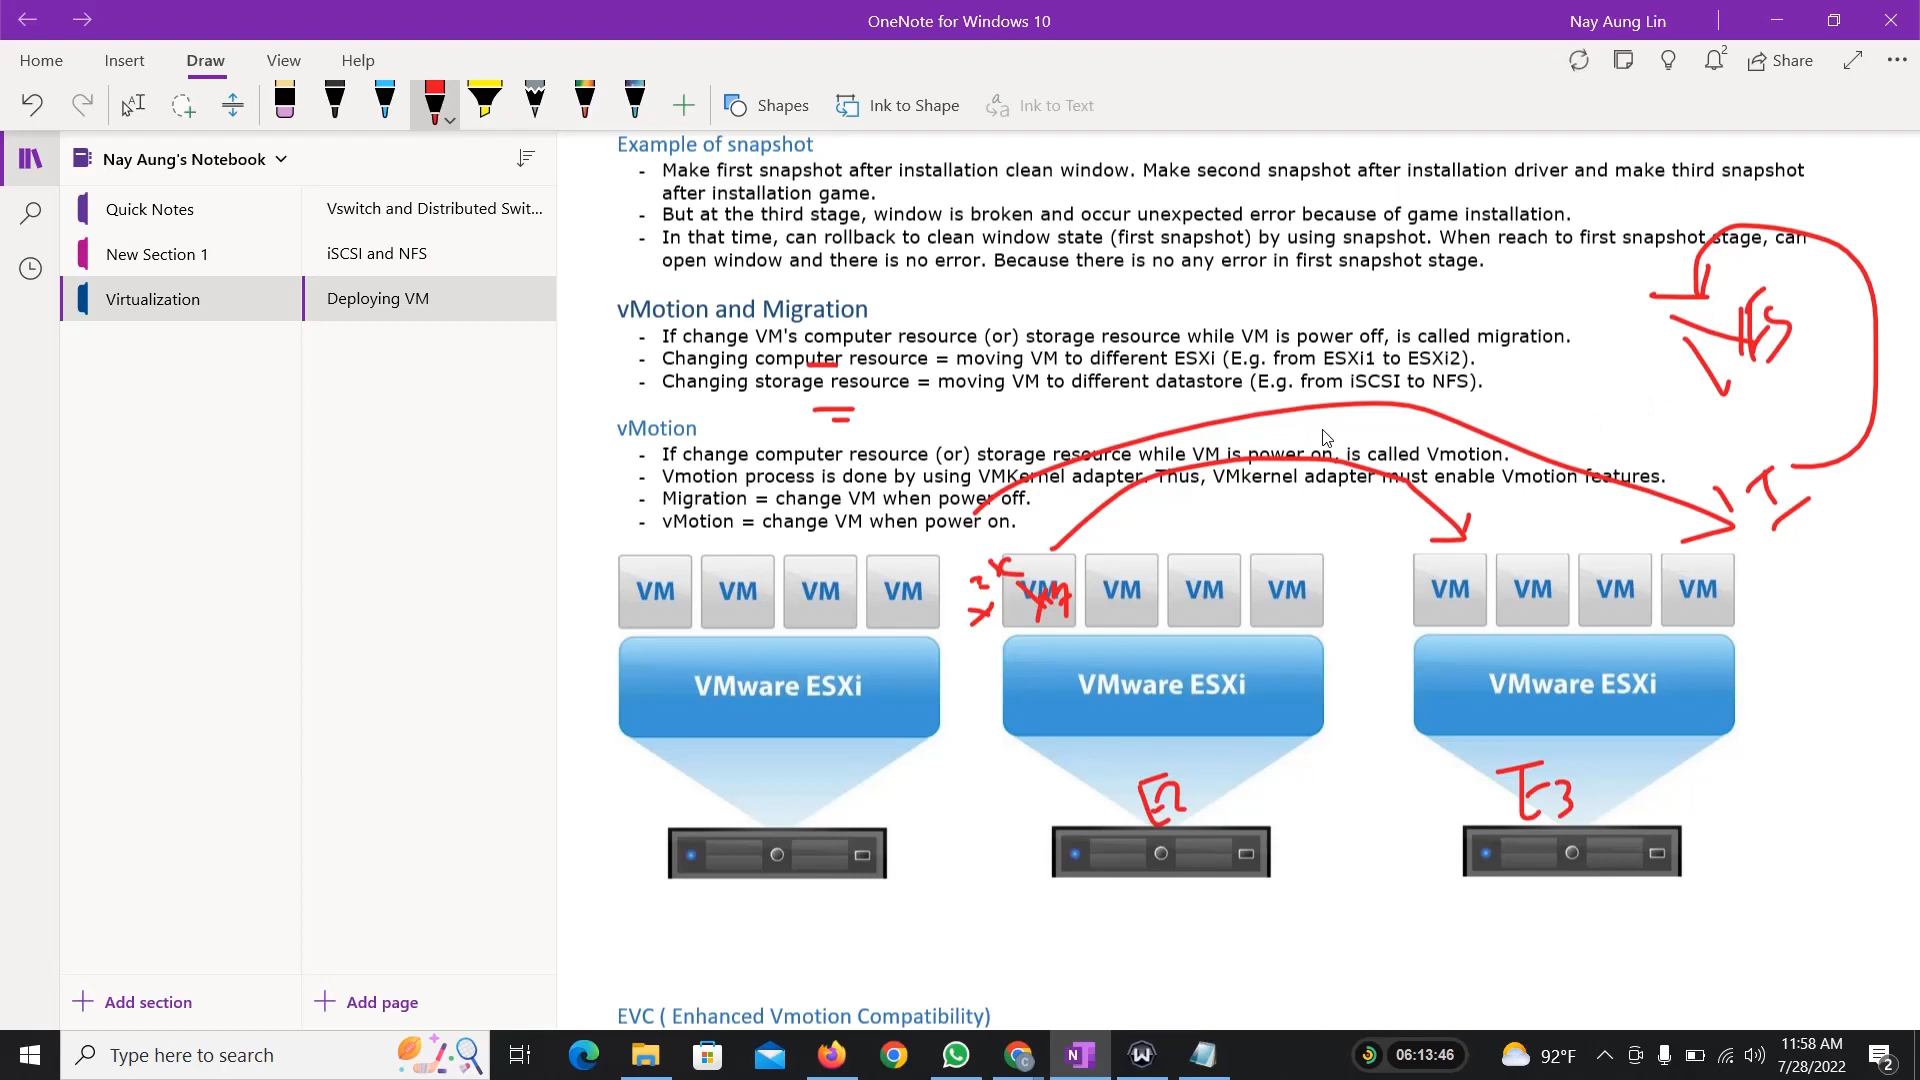 OneNote for Windows 10
Nay Aung Lin
Home
Insert
Draw
View
Help
2
Share
Shapes
Ink to Shape
Ink to Text
Nay Aung's Notebook
Quick Notes
New Section 1
Virtualization
Vswitch and Distributed Swit...
iSCSI and NFS
Deploying VM
Add section
Add page
Example of snapshot
- Make first snapshot after installation clean window. Make second snapshot after installation driver and make third snapshot
after installation game.
- But at the third stage, window is broken and occur unexpected error because of game installation.
- In that time, can rollback to clean window state (first snapshot) by using snapshot. When reach to first snapshot stage, can
open window and there is no error. Because there is no any error in first snapshot stage.
vMotion and Migration
- If change VM's computer resource (or) storage resource while VM is power off, is called migration.
- Changing computer resource = moving VM to different ESXi (E.g. from ESXi1 to ESXi2).
- Changing storage resource = moving VM to different datastore (E.g. from iSCSI to NFS).
vMotion
- If change computer resource (or) storage resource while VM is power on, is called Vmotion.
- Vmotion process is done by using VMKernel adapter. Thus, VMkernel adapter must enable Vmotion features.
- Migration = change VM when power off.
- vMotion = change VM when power on.
VM VM VM VM
VM VM VM VM
VM VM VM VM
VMware ESXi
VMware ESXi
VMware ESXi
E2
E3
EVC ( Enhanced Vmotion Compatibility)
Type here to search
06:13:46
92°F
11:58 AM
7/28/2022
2